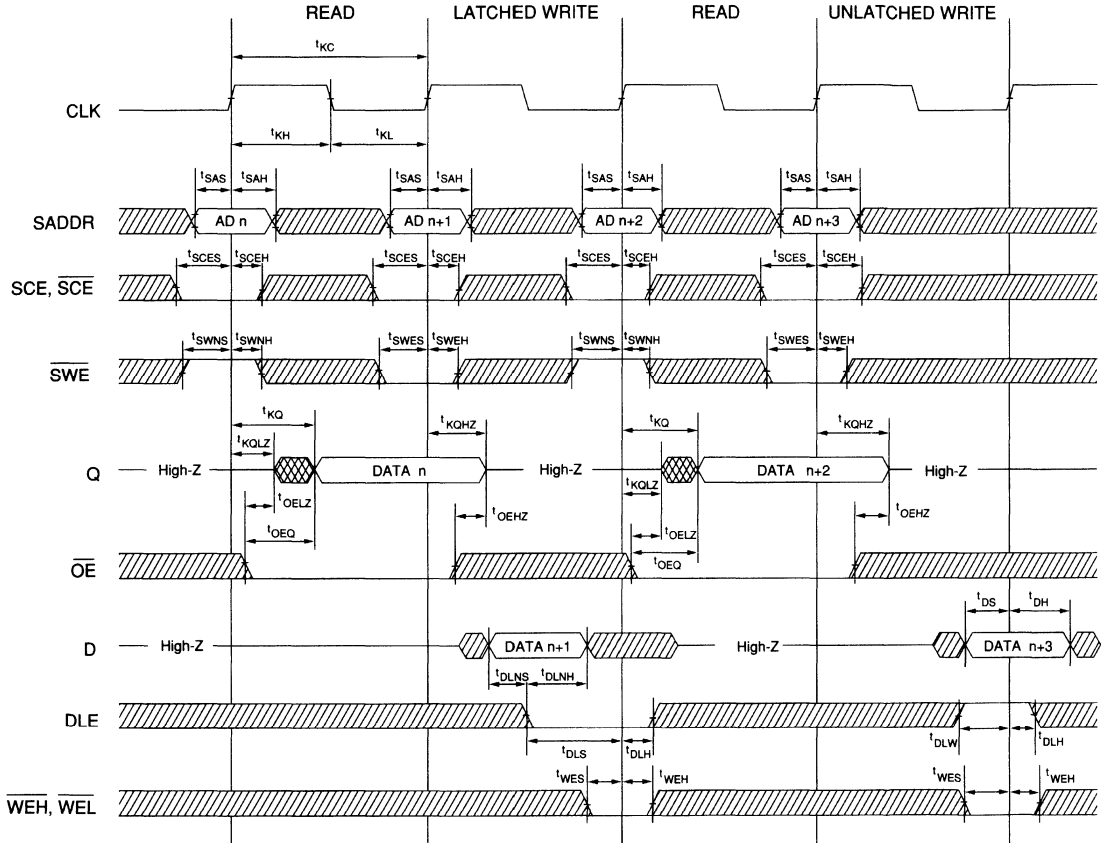 READ LATCHED WRITE READ UNLATCHED WRITE
tKC
CLK
tKH tKL
tSAS tSAH tSAS tSAH tSAS tSAH tSAS tSAH
SADDR AD n AD n+1 AD n+2 AD n+3
tSCES tSCEH tSCES tSCEH tSCES tSCEH tSCES tSCEH
SCE, SCE
tSWNS tSWNH tSWES tSWEH tSWNS tSWNH tSWES tSWEH
SWE
tKQ tKQHZ tKQ tKQHZ
tKQLZ
Q High-Z DATA n High-Z DATA n+2 High-Z
tKQLZ
tOELZ tOEHZ tOELZ tOEHZ
tOEQ tOEQ
OE
tDS tDH
D High-Z DATA n+1 High-Z DATA n+3
tDLNS tDLNH
DLE
tDLS tDLH tDLW tDLH
tWES tWEH tWES tWEH
WEH, WEL